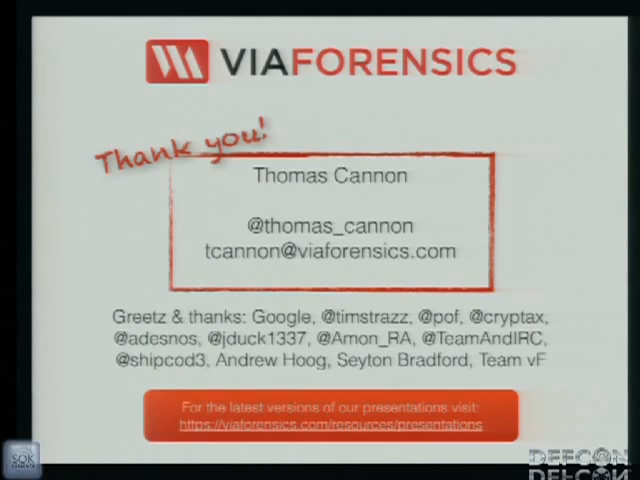 VIAFORENSICS
Thank you!
Thomas Cannon
@thomas_cannon
tcannon@viaforensics.com
Greetz & thanks: Google, @timstrazz, @pof, @cryptax,
@adesnos, @jduck1337, @Amon_RA, @TeamAndIRC,
@shipcod3, Andrew Hoog, Seyton Bradford, Team vF
For the latest versions of our presentations visit:
https://viaforensics.com/resources/presentations
SOK
DEFCON
DEFCON